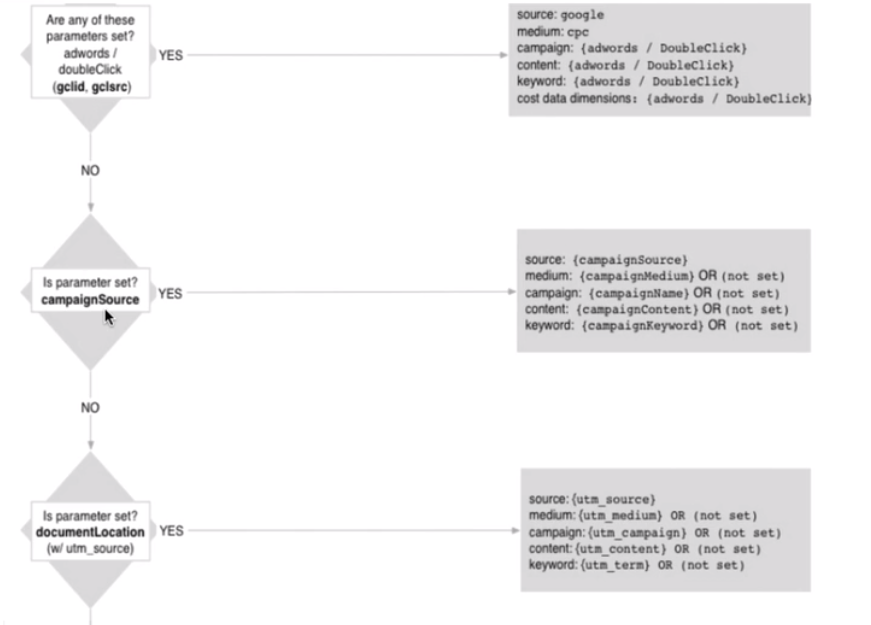 Are any of these
parameters set?
adwords /
doubleClick
(gclid, gclsrc)
YES
source: google
medium: cpc
campaign: {adwords / DoubleClick}
content: {adwords / DoubleClick}
keyword: {adwords / DoubleClick}
cost data dimensions: {adwords / DoubleClick}
NO
Is parameter set?
campaignSource
YES
source: {campaignSource}
medium: {campaignMedium} OR (not set)
campaign: {campaignName} OR (not set)
content: {campaignContent} OR (not set)
keyword: {campaignKeyword} OR (not set)
NO
Is parameter set?
documentLocation
(w/ utm_source)
YES
source: {utm_source}
medium: {utm_medium} OR (not set)
campaign: {utm_campaign} OR (not set)
content: {utm_content} OR (not set)
keyword: {utm_term} OR (not set)